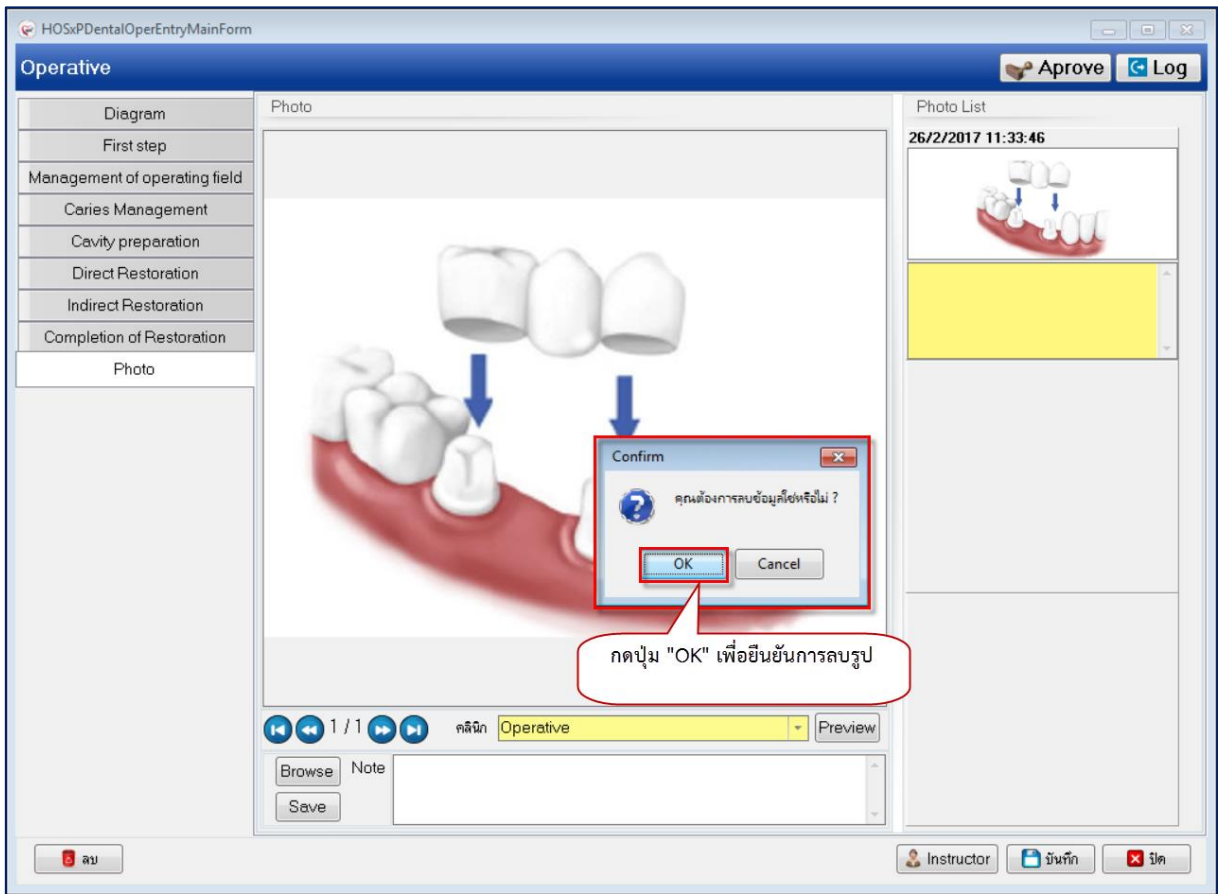 HOSxPDentalOperEntryMainForm
Operative
Aprove
Log
Diagram
First step
Management of operating field
Caries Management
Cavity preparation
Direct Restoration
Indirect Restoration
Completion of Restoration
Photo
Photo
Photo List
26/2/2017 11:33:46
Confirm
คุณต้องการลบข้อมูลใช่หรือไม่ ?
OK
Cancel
กดปุ่ม "OK" เพื่อยืนยันการลบรูป
1 / 1
คลินิก
Operative
Preview
Browse
Note
Save
ลบ
Instructor
บันทึก
ปิด